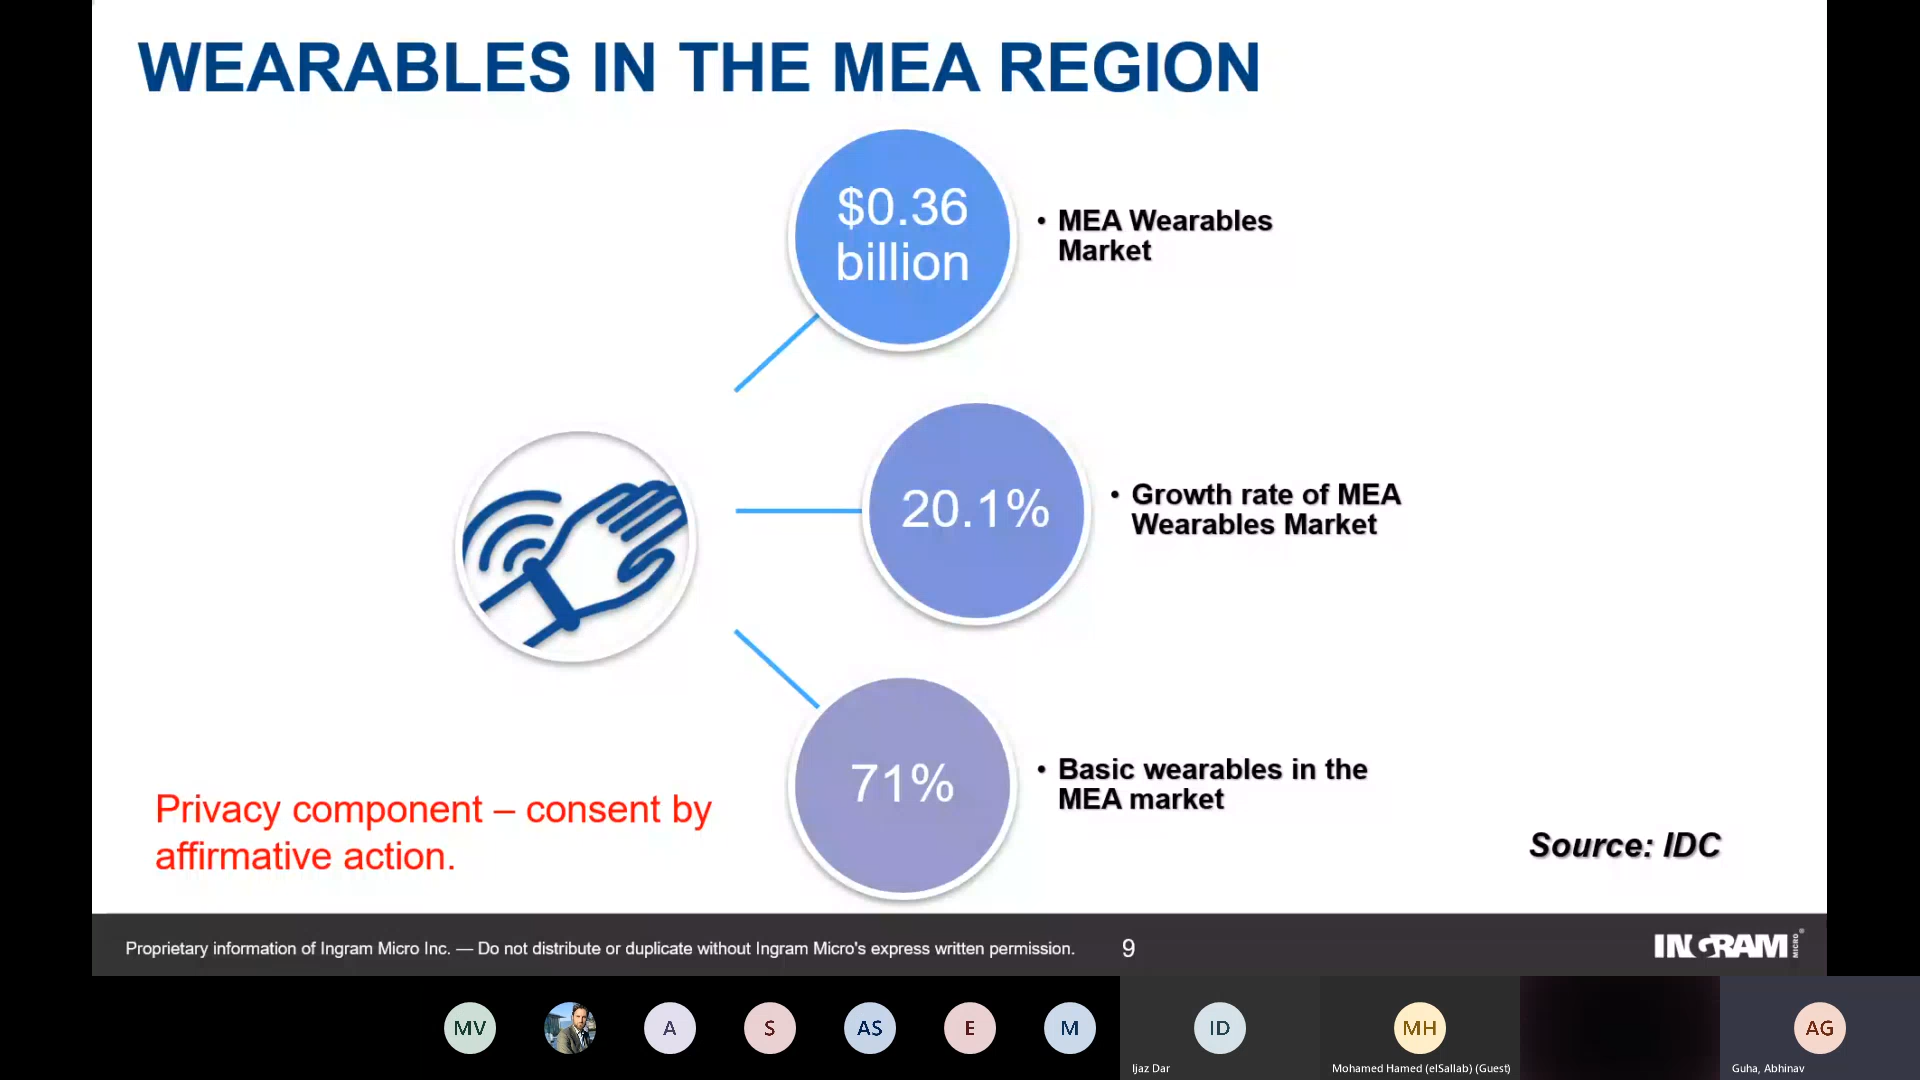 WEARABLES IN THE MEA REGION
$0.36
billion
• MEA Wearables
Market
20.1%
• Growth rate of MEA
Wearables Market
71%
• Basic wearables in the
MEA market
Privacy component – consent by
affirmative action.
Source: IDC
Proprietary information of Ingram Micro Inc. — Do not distribute or duplicate without Ingram Micro's express written permission.
9
INGRAM MICRO®
MV
A
S
AS
E
M
ID
MH
AG
Ijaz Dar
Mohamed Hamed (elSallab) (Guest)
Guha, Abhinav